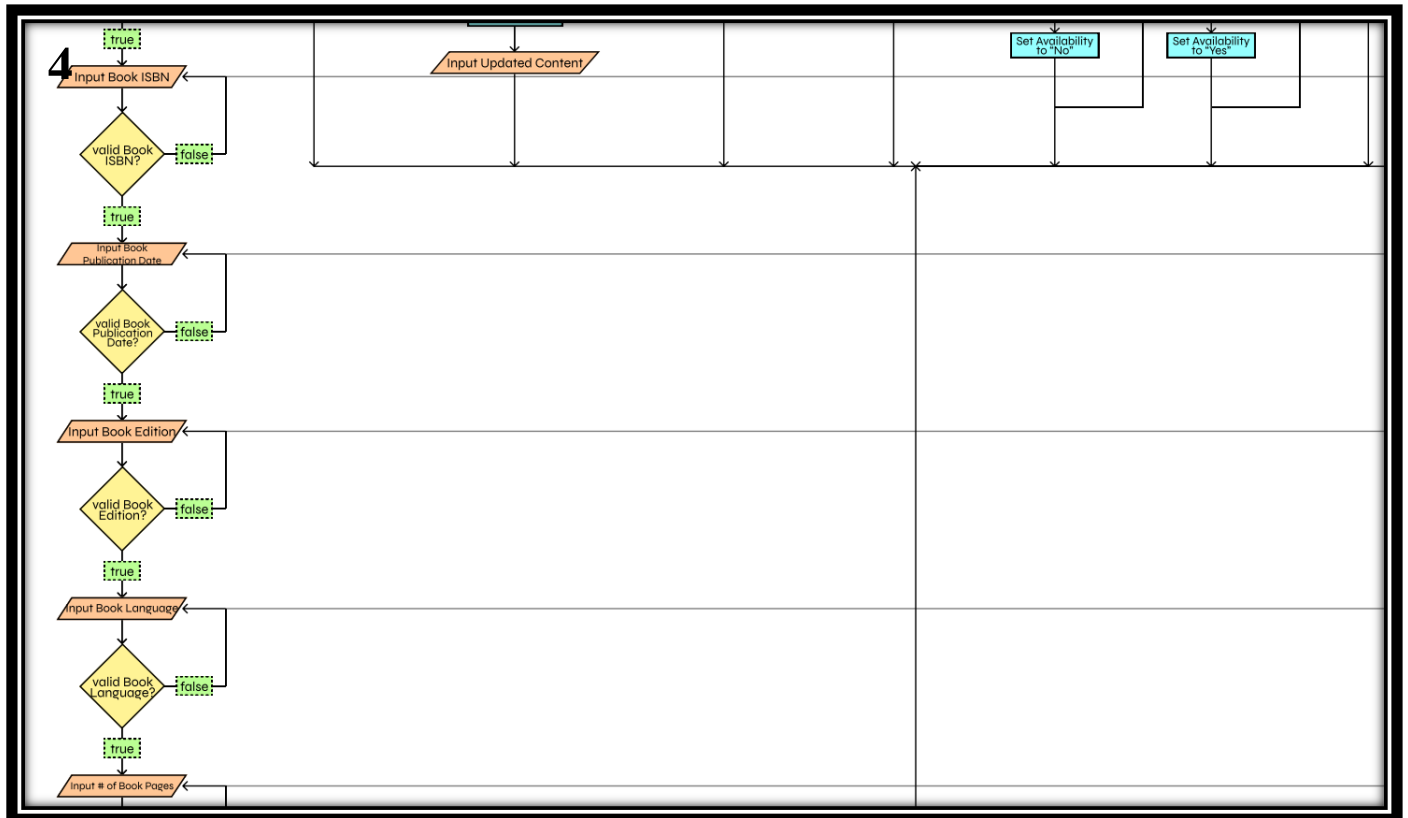 true
4
Input Book ISBN
Input Updated Content
Set Availability
to "No"
Set Availability
to "Yes"
valid Book
ISBN?
false
true
Input Book
Publication Date
valid Book
Publication
Date?
false
true
Input Book Edition
valid Book
Edition?
false
true
Input Book Language
valid Book
Language?
false
true
Input # of Book Pages